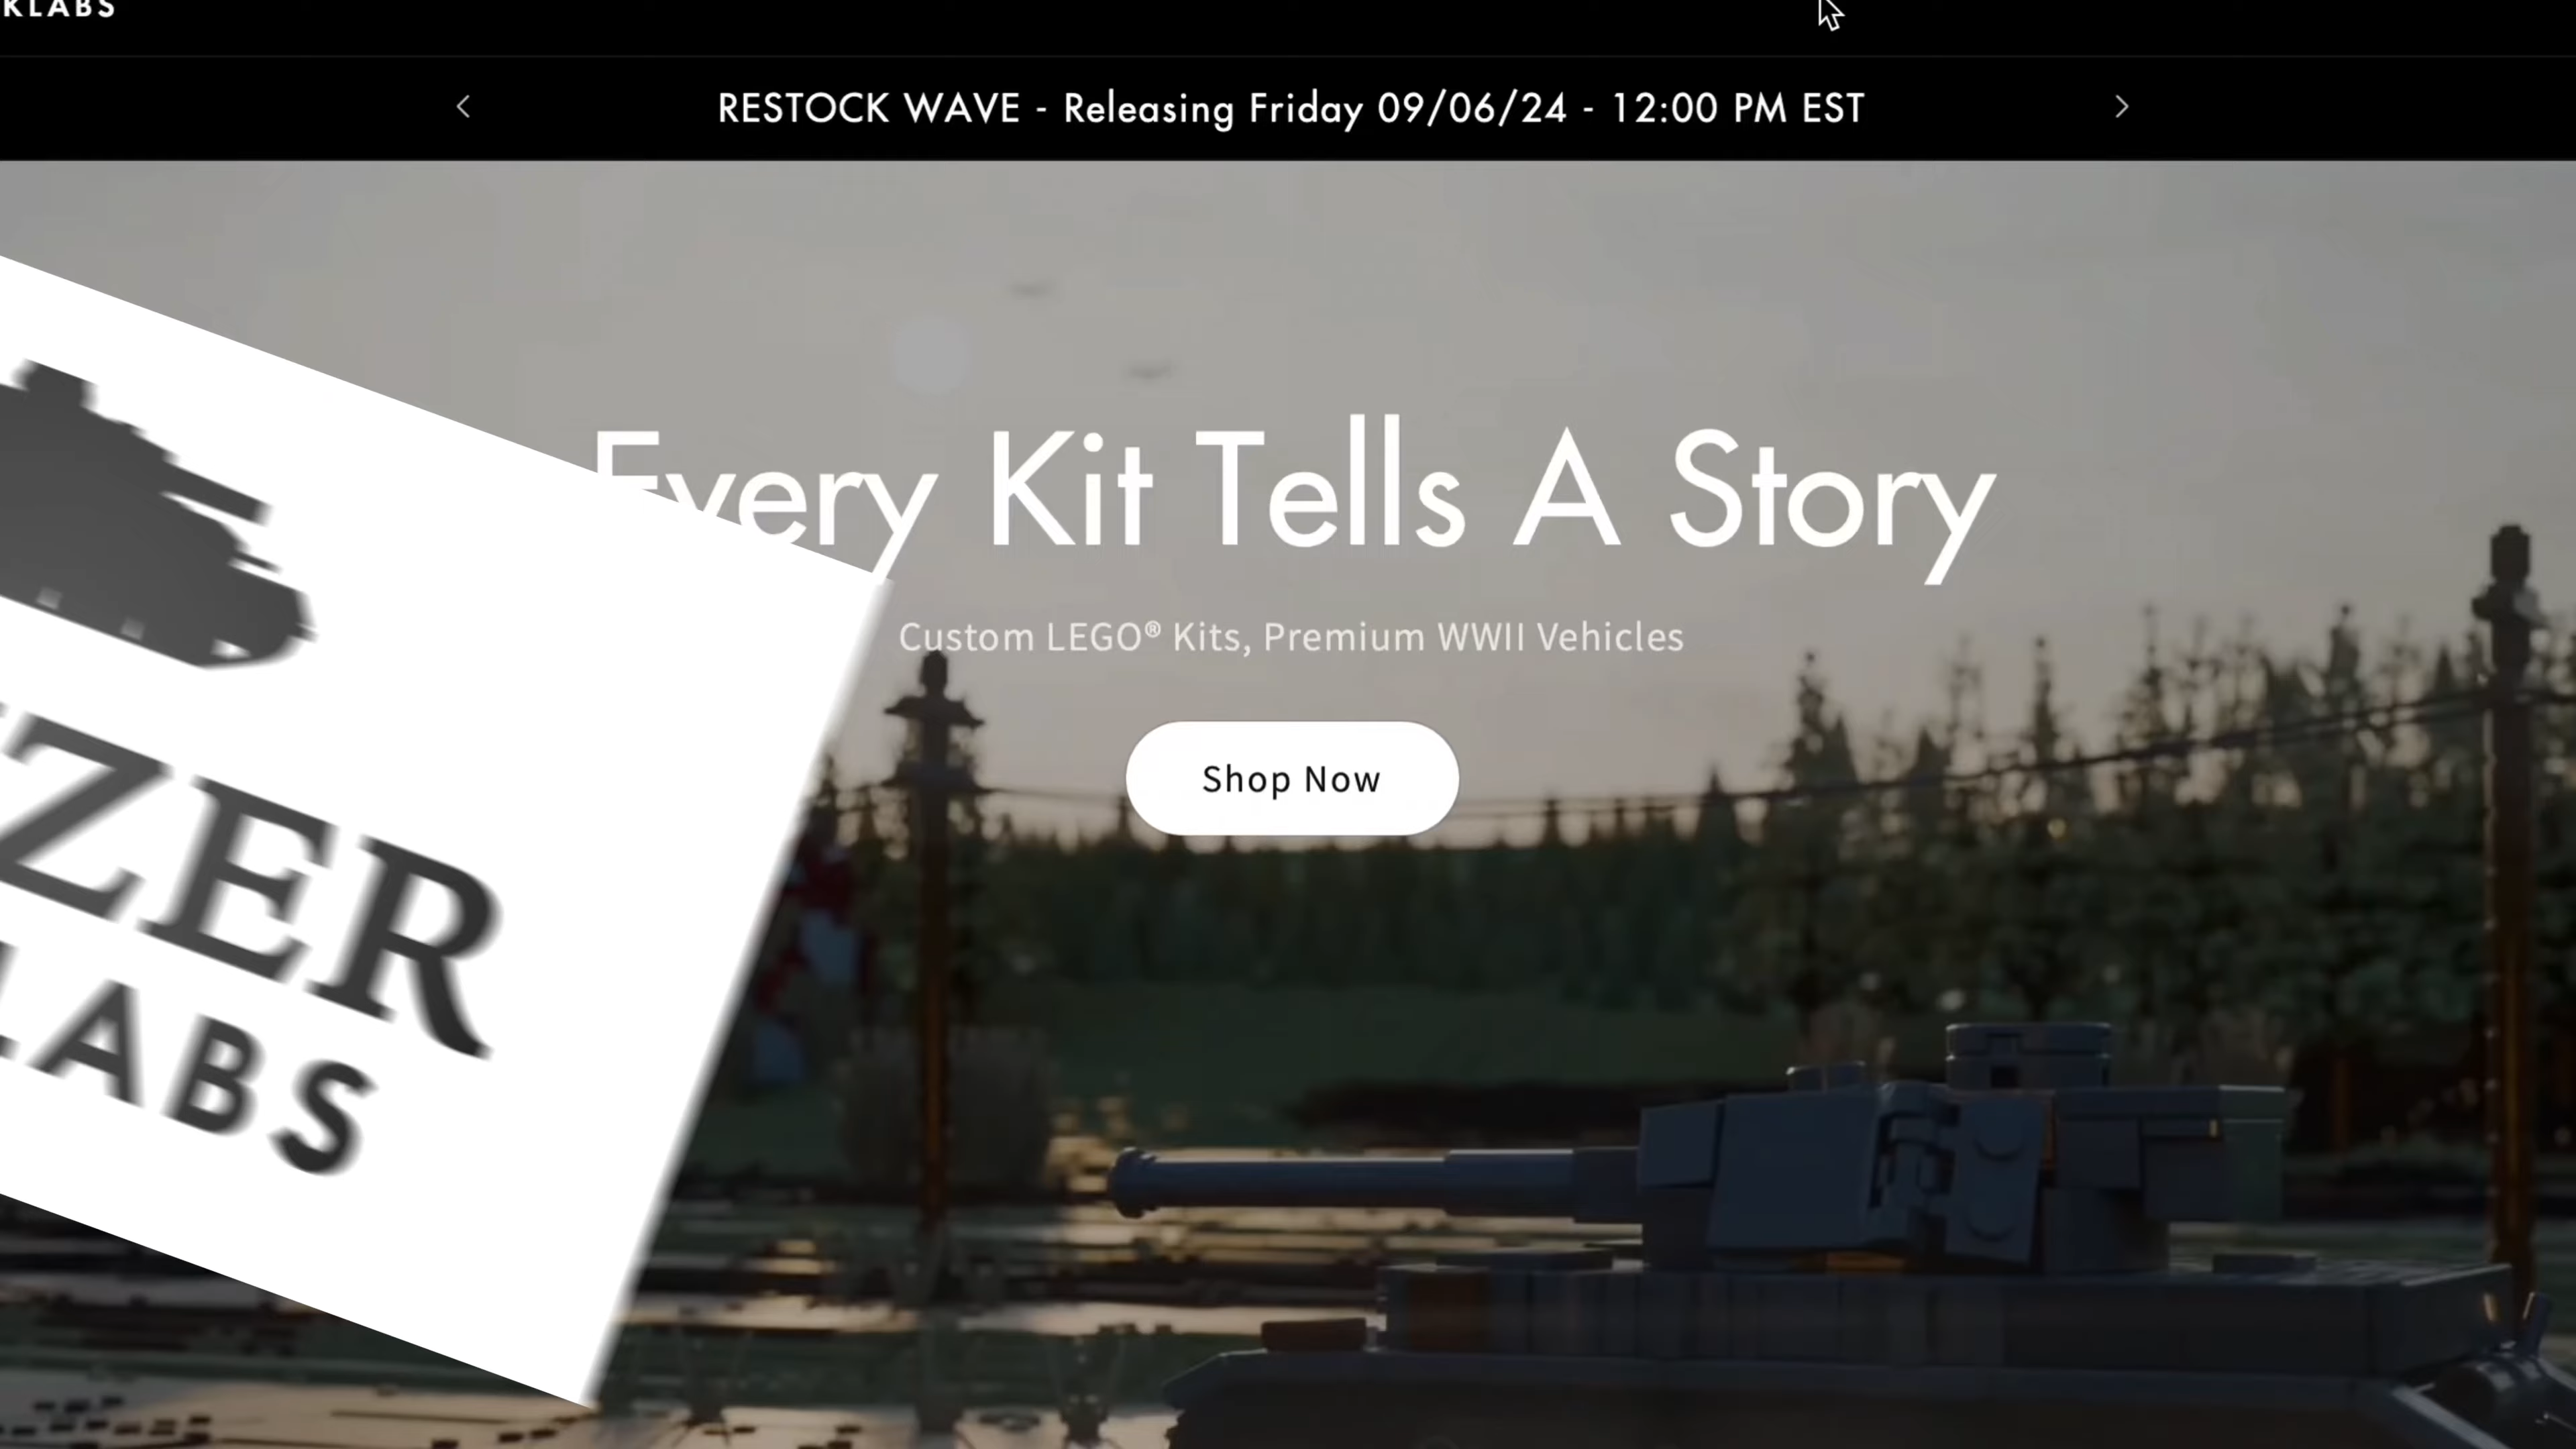 KLABS
RESTOCK WAVE - Releasing Friday 09/06/24 - 12:00 PM EST
Every Kit Tells A Story
Custom LEGO® Kits, Premium WWII Vehicles
Shop Now
ZER
LABS